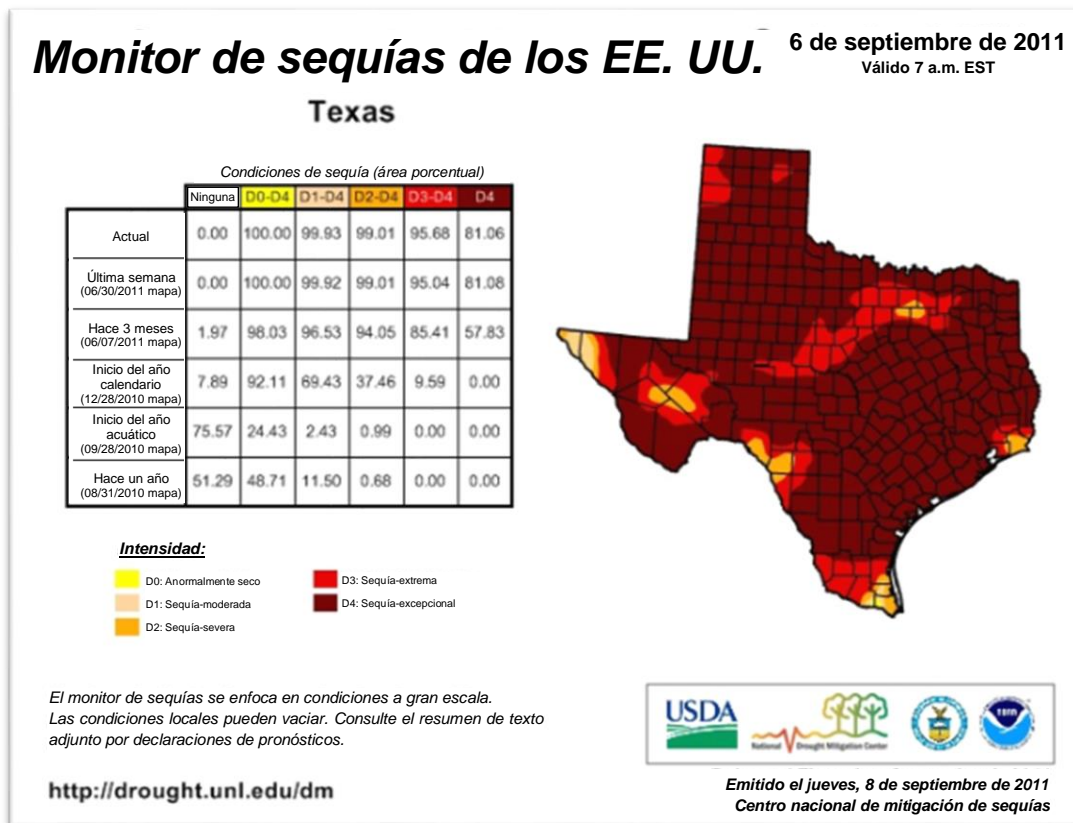 Monitor de sequías de los EE. UU.
6 de septiembre de 2011
Válido 7 a.m. EST
Texas
Condiciones de sequía (área porcentual)
Ninguna D0-D4 D1-D4 D2-D4 D3-D4 D4
Actual 0.00 100.00 99.93 99.01 95.68 81.06
Última semana
(06/30/2011 mapa) 0.00 100.00 99.92 99.01 95.04 81.08
Hace 3 meses
(06/07/2011 mapa) 1.97 98.03 96.53 94.05 85.41 57.83
Inicio del año
calendario
(12/28/2010 mapa) 7.89 92.11 69.43 37.46 9.59 0.00
Inicio del año
acuático
(09/28/2010 mapa) 75.57 24.43 2.43 0.99 0.00 0.00
Hace un año
(08/31/2010 mapa) 51.29 48.71 11.50 0.68 0.00 0.00
Intensidad:
D0: Anormalmente seco
D1: Sequía-moderada
D2: Sequía-severa
D3: Sequía-extrema
D4: Sequía-excepcional
El monitor de sequías se enfoca en condiciones a gran escala.
Las condiciones locales pueden vaciar. Consulte el resumen de texto
adjunto por declaraciones de pronósticos.
http://drought.unl.edu/dm
USDA
National Drought Mitigation Center
Emitido el jueves, 8 de septiembre de 2011
Centro nacional de mitigación de sequías